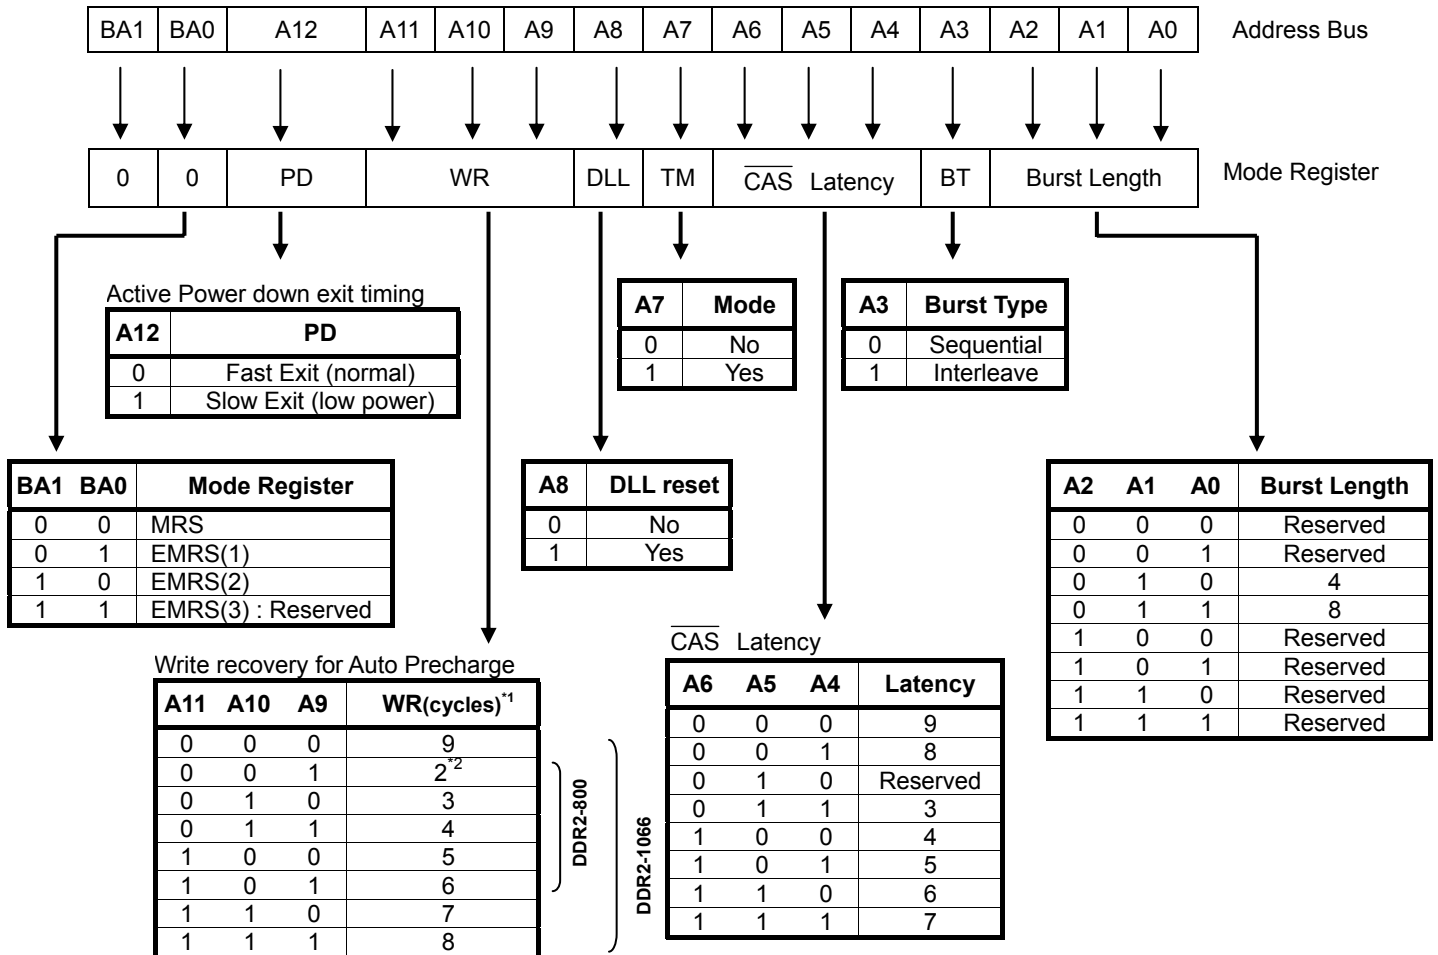 BA1 BA0 A12 A11 A10 A9 A8 A7 A6 A5 A4 A3 A2 A1 A0 Address Bus
0 0 PD WR DLL TM CAS Latency BT Burst Length Mode Register
Active Power down exit timing
A12 PD
0 Fast Exit (normal)
1 Slow Exit (low power)
A7 Mode
0 No
1 Yes
A3 Burst Type
0 Sequential
1 Interleave
BA1 BA0 Mode Register
0 0 MRS
0 1 EMRS(1)
1 0 EMRS(2)
1 1 EMRS(3) : Reserved
A8 DLL reset
0 No
1 Yes
A2 A1 A0 Burst Length
0 0 0 Reserved
0 0 1 Reserved
0 1 0 4
0 1 1 8
1 0 0 Reserved
1 0 1 Reserved
1 1 0 Reserved
1 1 1 Reserved
Write recovery for Auto Precharge
A11 A10 A9 WR(cycles)*1
0 0 0 9
0 0 1 2*2
0 1 0 3
0 1 1 4
1 0 0 5
1 0 1 6
1 1 0 7
1 1 1 8
DDR2-800
DDR2-1066
CAS Latency
A6 A5 A4 Latency
0 0 0 9
0 0 1 8
0 1 0 Reserved
0 1 1 3
1 0 0 4
1 0 1 5
1 1 0 6
1 1 1 7